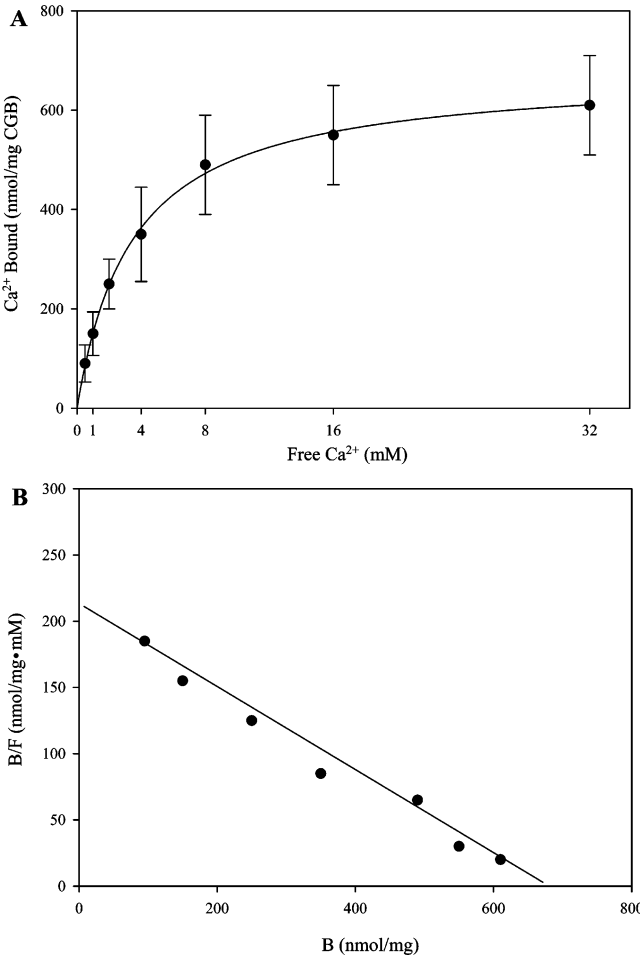 A
800
600
400
200
0
Ca²⁺ Bound (nmol/mg CGB)
0 1 4 8 16 32
Free Ca²⁺ (mM)
B
300
250
200
150
100
50
0
B/F (nmol/mg•mM)
0 200 400 600 800
B (nmol/mg)